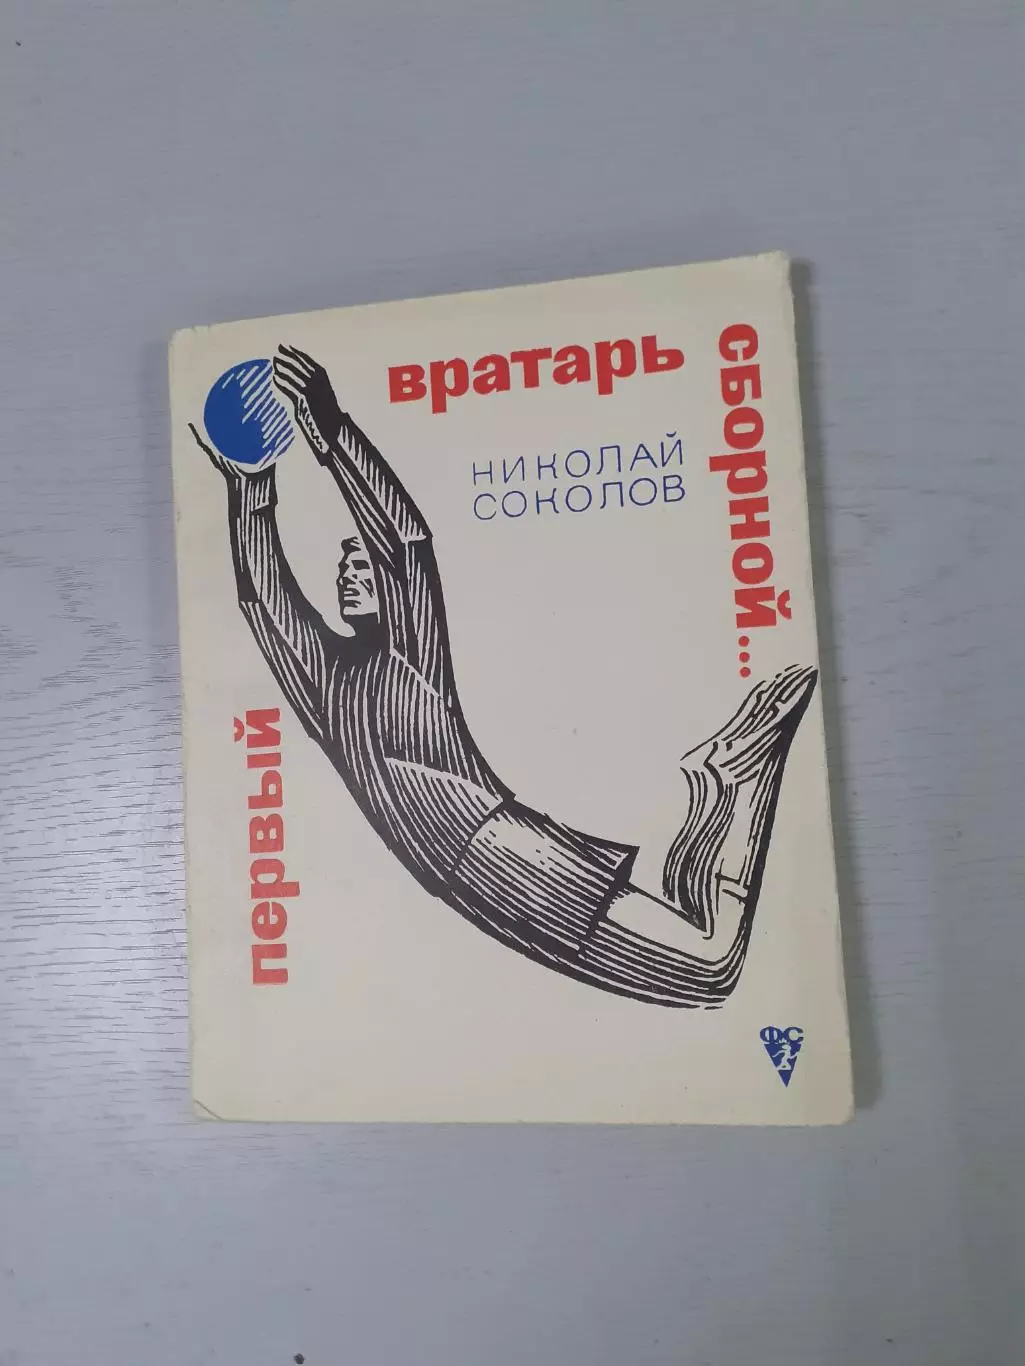 первый
вратарь
сборной...
НИКОЛАЙ
СОКОЛОВ
ФС